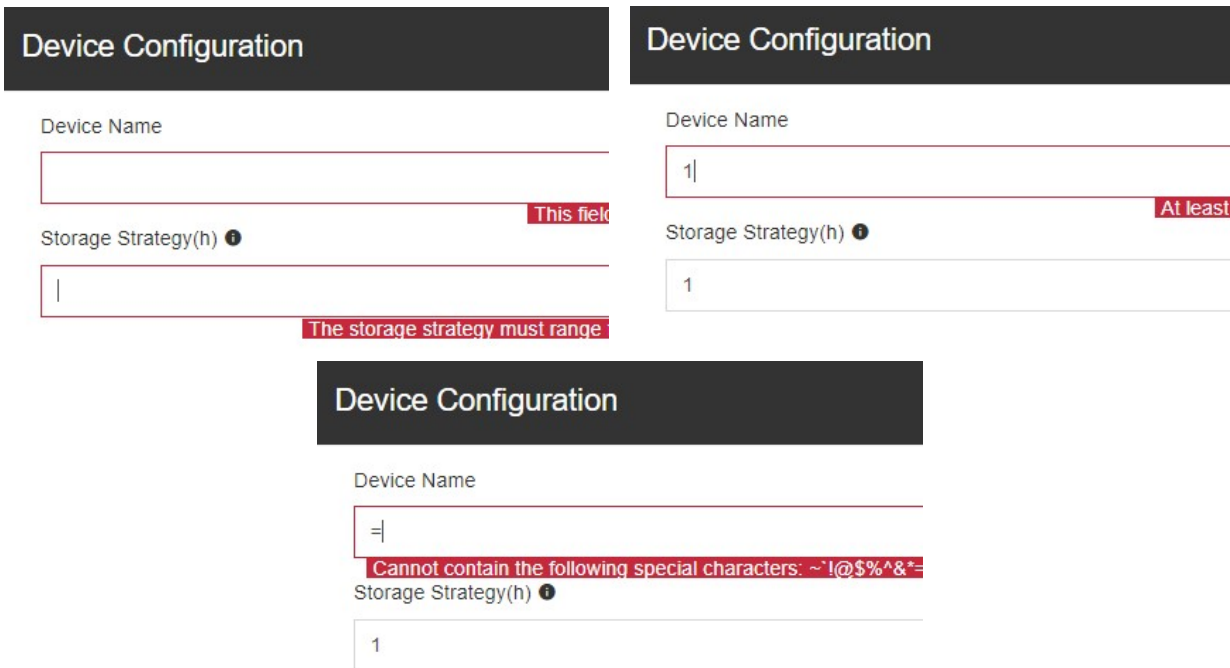 Device Configuration
Device Name
This field
Storage Strategy(h)
The storage strategy must range
Device Configuration
Device Name
1
At least
Storage Strategy(h)
1
Device Configuration
Device Name
=
Cannot contain the following special characters: ~`!@$%^&*=
Storage Strategy(h)
1